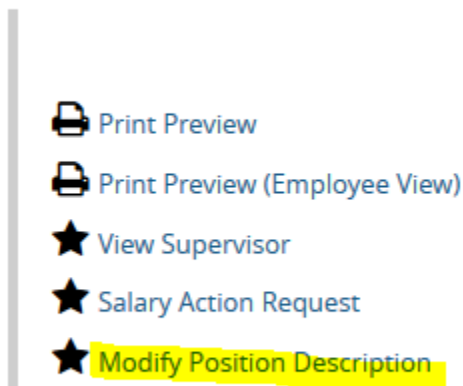 Print Preview
Print Preview (Employee View)
View Supervisor
Salary Action Request
Modify Position Description